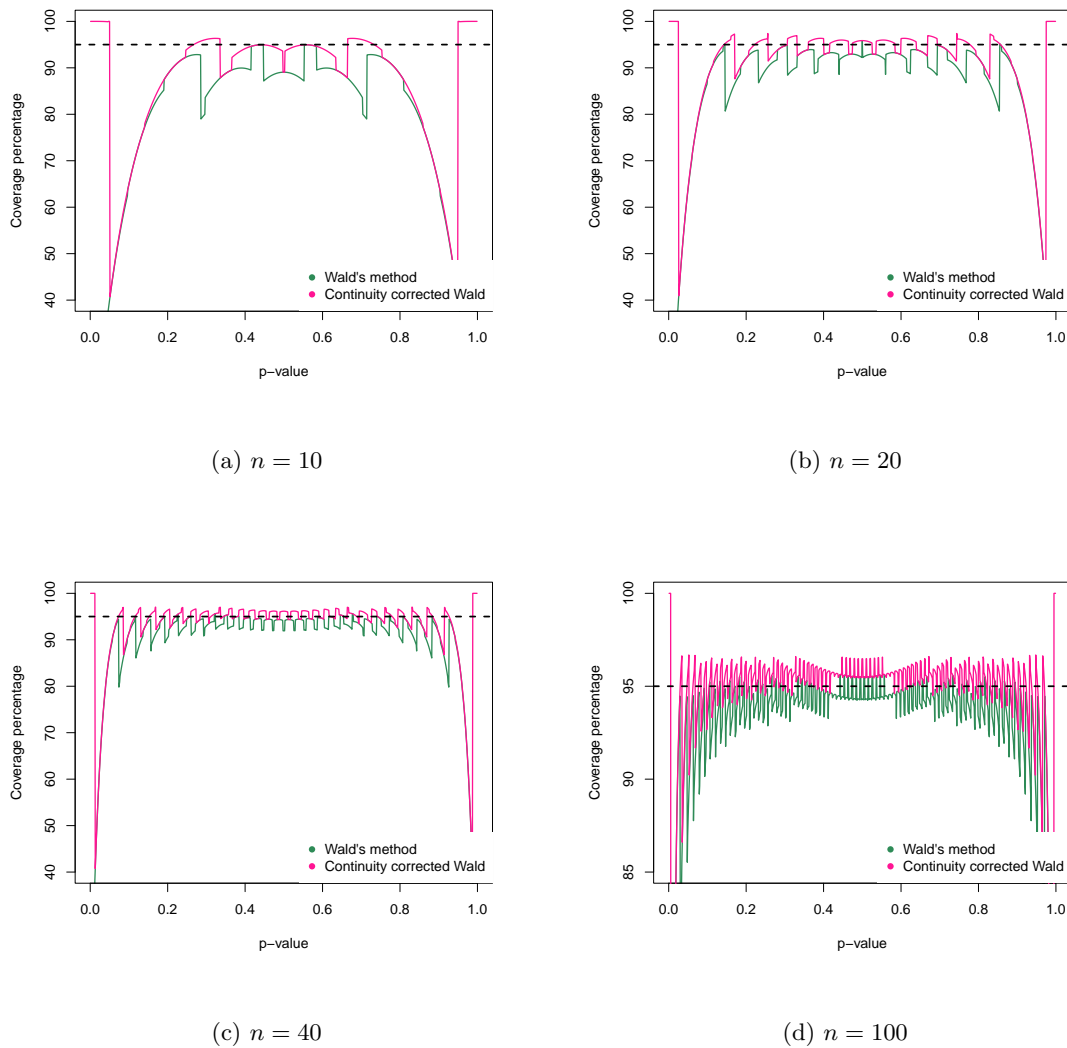 Coverage percentage
100
90
80
70
60
50
40
0.0 0.2 0.4 0.6 0.8 1.0
p−value
Wald's method
Continuity corrected Wald
(a) n = 10
Coverage percentage
100
90
80
70
60
50
40
0.0 0.2 0.4 0.6 0.8 1.0
p−value
Wald's method
Continuity corrected Wald
(b) n = 20
Coverage percentage
100
90
80
70
60
50
40
0.0 0.2 0.4 0.6 0.8 1.0
p−value
Wald's method
Continuity corrected Wald
(c) n = 40
Coverage percentage
100
95
90
85
0.0 0.2 0.4 0.6 0.8 1.0
p−value
Wald's method
Continuity corrected Wald
(d) n = 100